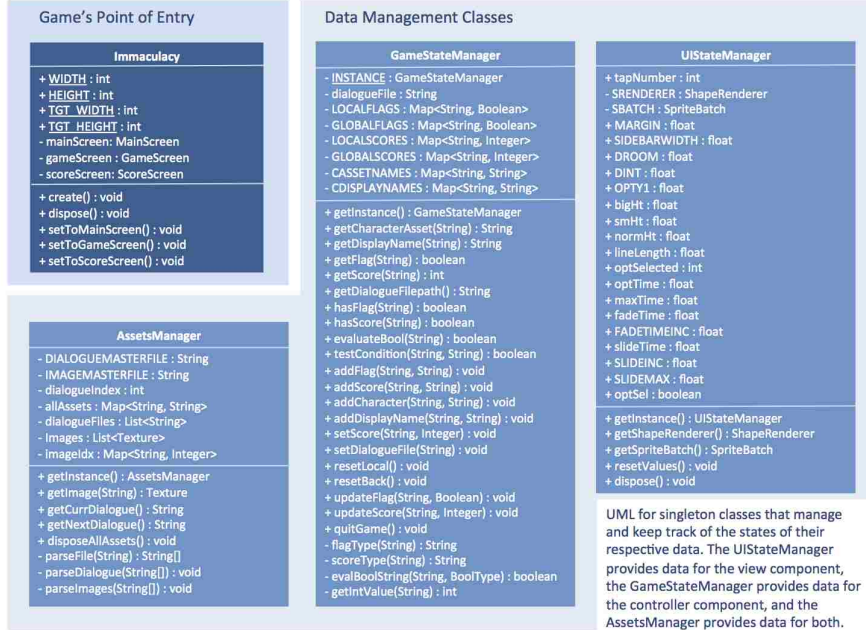 Game's Point of Entry
Immaculacy
+ WIDTH : int
+ HEIGHT : int
+ TGT_WIDTH : int
+ TGT_HEIGHT : int
- mainScreen: MainScreen
- gameScreen : GameScreen
- scoreScreen: ScoreScreen
+ create() : void
+ dispose() : void
+ setToMainScreen() : void
+ setToGameScreen() : void
+ setToScoreScreen() : void
AssetsManager
- DIALOGUEMASTERFILE : String
- IMAGEMASTERFILE : String
- dialogueIndex : int
- allAssets : Map<String, String>
- dialogueFiles : List<String>
- Images : List<Texture>
- imageIdx : Map<String, Integer>
+ getInstance() : AssetsManager
+ getImage(String) : Texture
+ getCurrDialogue() : String
+ getNextDialogue() : String
+ disposeAllAssets() : void
- parseFile(String) : String[]
- parseDialogue(String[]) : void
- parseImages(String[]) : void
Data Management Classes
GameStateManager
- INSTANCE : GameStateManager
- dialogueFile : String
- LOCALFLAGS : Map<String, Boolean>
- GLOBALFLAGS : Map<String, Boolean>
- LOCALSCORES : Map<String, Integer>
- GLOBALSCORES : Map<String, Integer>
- CASSETNAMES : Map<String, String>
- CDISPLAYNAMES : Map<String, String>
+ getInstance() : GameStateManager
+ getCharacterAsset(String) : String
+ getDisplayName(String) : String
+ getFlag(String) : boolean
+ getScore(String) : int
+ getDialogueFilepath() : String
+ hasFlag(String) : boolean
+ hasScore(String) : boolean
+ evaluateBool(String) : boolean
+ testCondition(String, String) : boolean
+ addFlag(String, String) : void
+ addScore(String, String) : void
+ addCharacter(String, String) : void
+ addDisplayName(String, String) : void
+ setScore(String, Integer) : void
+ setDialogueFile(String) : void
+ resetLocal() : void
+ resetBack() : void
+ updateFlag(String, Boolean) : void
+ updateScore(String, Integer) : void
+ quitGame() : void
- flagType(String) : String
- scoreType(String) : String
- evalBoolString(String, BoolType) : boolean
- getIntValue(String) : int
UIStateManager
+ tapNumber : int
- SRENDERER : ShapeRenderer
- SBATCH : SpriteBatch
+ MARGIN : float
+ SIDEBARWIDTH : float
+ DROOM : float
+ DINT : float
+ OPTY1 : float
+ bigHt : float
+ smHt : float
+ normHt : float
+ lineLength : float
+ optSelected : int
+ optTime : float
+ maxTime : float
+ fadeTime : float
+ FADETIMEINC : float
+ slideTime : float
+ SLIDEINC : float
+ SLIDEMAX : float
+ optSel : boolean
+ getInstance() : UIStateManager
+ getShapeRenderer() : ShapeRenderer
+ getSpriteBatch() : SpriteBatch
+ resetValues() : void
+ dispose() : void
UML for singleton classes that manage
and keep track of the states of their
respective data. The UIStateManager
provides data for the view component,
the GameStateManager provides data for
the controller component, and the
AssetsManager provides data for both.